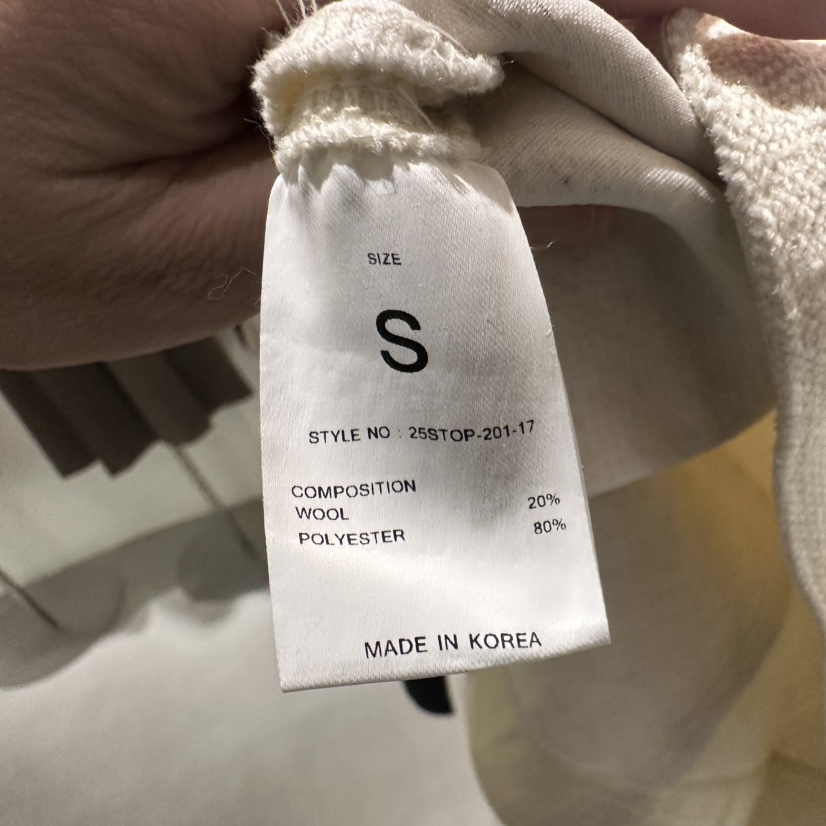 SIZE
S
STYLE NO : 25STOP-201-17
COMPOSITION
WOOL 20%
POLYESTER 80%
MADE IN KOREA